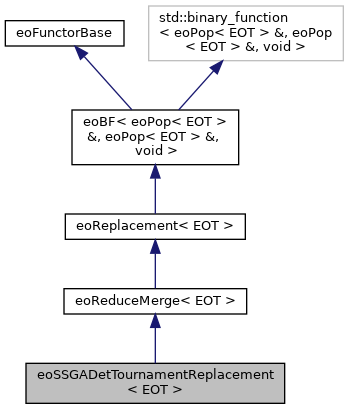 eoFunctorBase
std::binary_function
< eoPop< EOT > &, eoPop
< EOT > &, void >
eoBF< eoPop< EOT >
&, eoPop< EOT > &,
void >
eoReplacement< EOT >
eoReduceMerge< EOT >
eoSSGADetTournamentReplacement
< EOT >